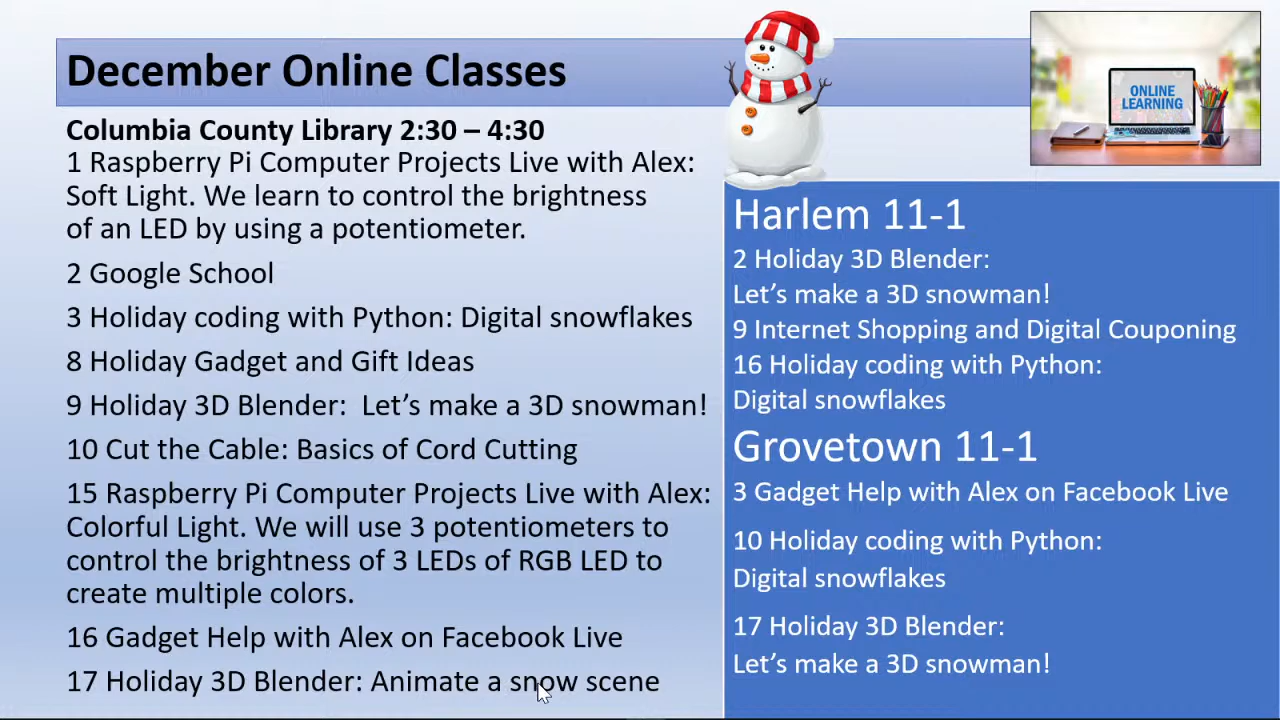 December Online Classes
Columbia County Library 2:30 – 4:30
1 Raspberry Pi Computer Projects Live with Alex:
Soft Light. We learn to control the brightness
of an LED by using a potentiometer.
2 Google School
3 Holiday coding with Python: Digital snowflakes
8 Holiday Gadget and Gift Ideas
9 Holiday 3D Blender:  Let’s make a 3D snowman!
10 Cut the Cable: Basics of Cord Cutting
15 Raspberry Pi Computer Projects Live with Alex:
Colorful Light. We will use 3 potentiometers to
control the brightness of 3 LEDs of RGB LED to
create multiple colors.
16 Gadget Help with Alex on Facebook Live
17 Holiday 3D Blender: Animate a snow scene
ONLINE
LEARNING
Harlem 11-1
2 Holiday 3D Blender:
Let’s make a 3D snowman!
9 Internet Shopping and Digital Couponing
16 Holiday coding with Python:
Digital snowflakes
Grovetown 11-1
3 Gadget Help with Alex on Facebook Live
10 Holiday coding with Python:
Digital snowflakes
17 Holiday 3D Blender:
Let’s make a 3D snowman!